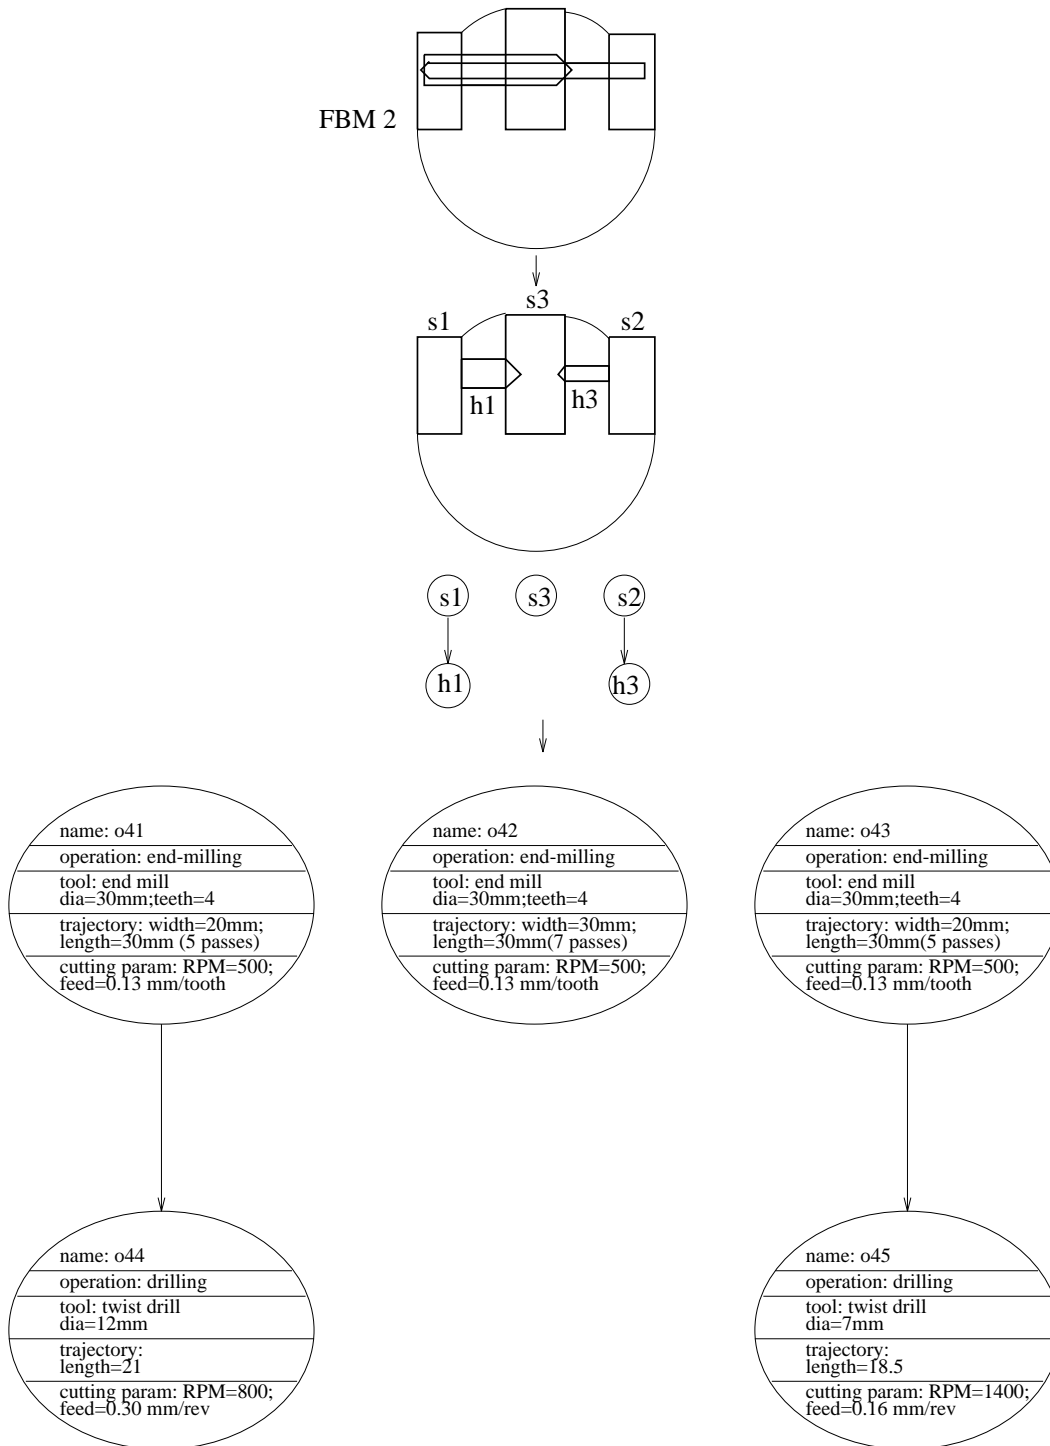 FBM 2
s3
s1
s2
h1
h3
s1
s3
s2
h1
h3
name: o41
operation: end-milling
tool: end mill
dia=30mm;teeth=4
trajectory: width=20mm;
length=30mm (5 passes)
cutting param: RPM=500;
feed=0.13 mm/tooth
name: o42
operation: end-milling
tool: end mill
dia=30mm;teeth=4
trajectory: width=30mm;
length=30mm(7 passes)
cutting param: RPM=500;
feed=0.13 mm/tooth
name: o43
operation: end-milling
tool: end mill
dia=30mm;teeth=4
trajectory: width=20mm;
length=30mm(5 passes)
cutting param: RPM=500;
feed=0.13 mm/tooth
name: o44
operation: drilling
tool: twist drill
dia=12mm
trajectory:
length=21
cutting param: RPM=800;
feed=0.30 mm/rev
name: o45
operation: drilling
tool: twist drill
dia=7mm
trajectory:
length=18.5
cutting param: RPM=1400;
feed=0.16 mm/rev